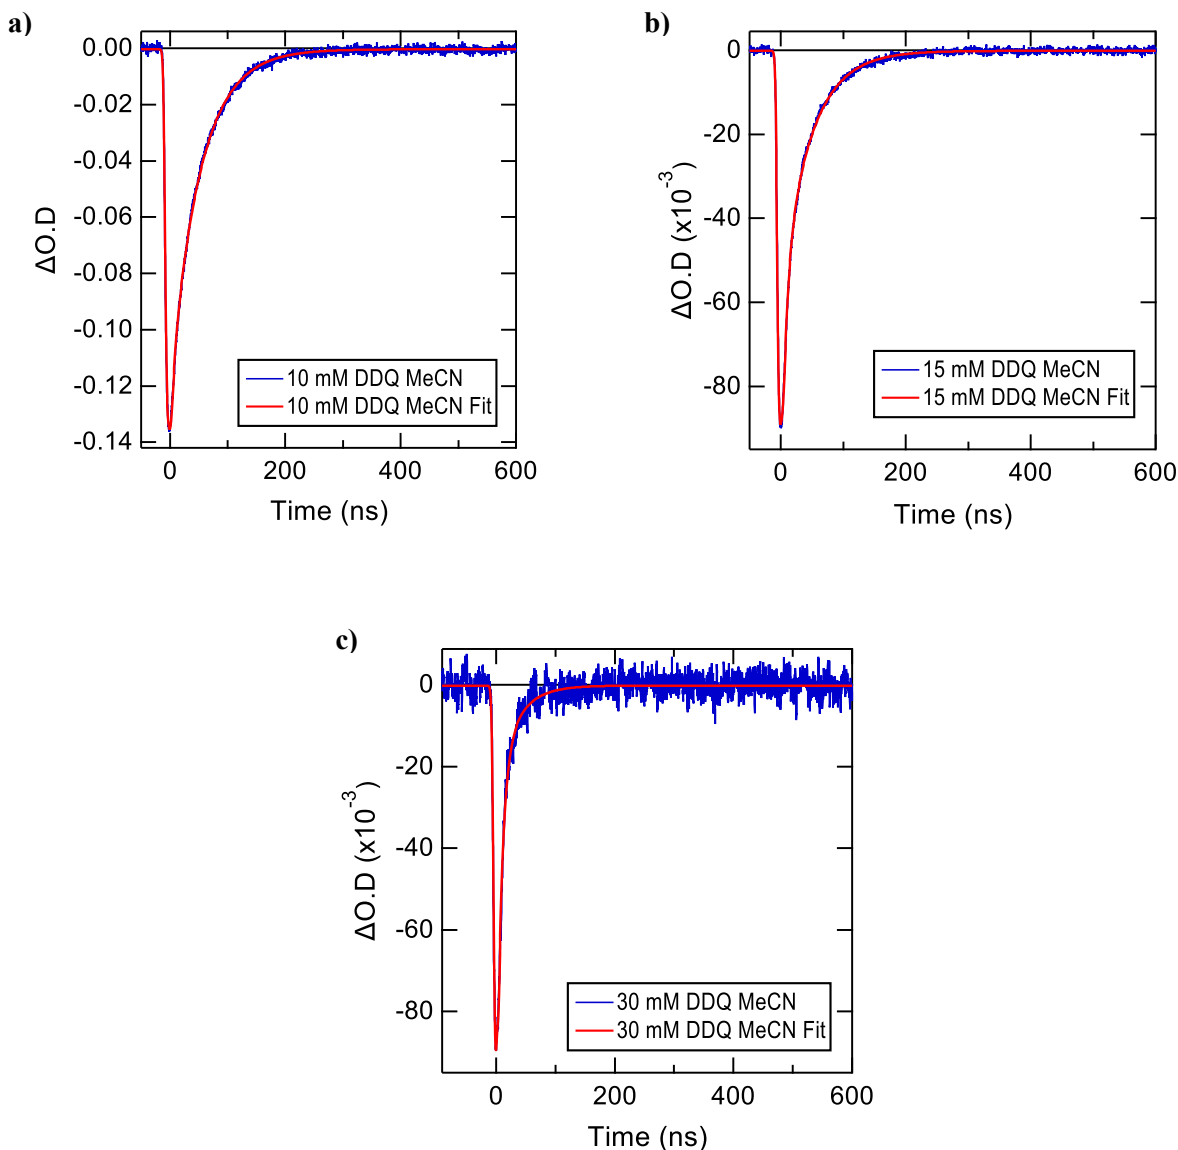 a)
0.00
-0.02
-0.04
-0.06
-0.08
-0.10
-0.12
-0.14
ΔO.D
10 mM DDQ MeCN
10 mM DDQ MeCN Fit
0 200 400 600
Time (ns)
b)
0
-20
-40
-60
-80
ΔO.D (x10⁻³)
15 mM DDQ MeCN
15 mM DDQ MeCN Fit
0 200 400 600
Time (ns)
c)
0
-20
-40
-60
-80
ΔO.D (x10⁻³)
30 mM DDQ MeCN
30 mM DDQ MeCN Fit
0 200 400 600
Time (ns)